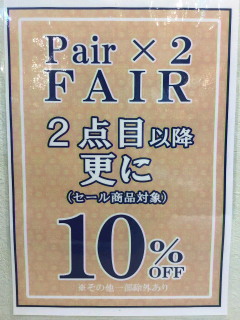 Pair × 2
FAIR
2点目以降
更に
(セール商品対象)
10%OFF
※その他一部除外あり